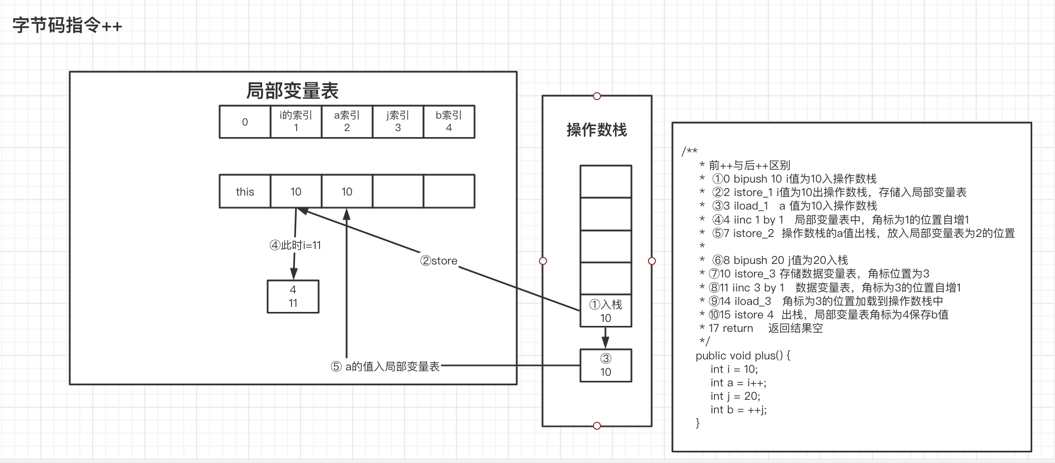 字节码指令++
局部变量表
0
i的索引
1
a索引
2
j索引
3
b索引
4
this
10
10
④此时i=11
②store
4
11
⑤ a的值入局部变量表
操作数栈
①入栈
10
③
10
/**
* 前++与后++区别
* ①0 bipush 10 i值为10入操作数栈
* ②2 istore_1 i值为10出操作数栈，存储入局部变量表
* ③3 iload_1 a 值为10入操作数栈
* ④4 iinc 1 by 1 局部变量表中，角标为1的位置自增1
* ⑤7 istore_2 操作数栈的a值出栈，放入局部变量表为2的位置
*
* ⑥8 bipush 20 j值为20入栈
* ⑦10 istore_3 存储数据变量表，角标位置为3
* ⑧11 iinc 3 by 1 数据变量表，角标为3的位置自增1
* ⑨14 iload_3 角标为3的位置加载到操作数栈中
* ⑩15 istore 4 出栈，局部变量表角标为4保存b值
* 17 return 返回结果空
*/
public void plus() {
int i = 10;
int a = i++;
int j = 20;
int b = ++j;
}